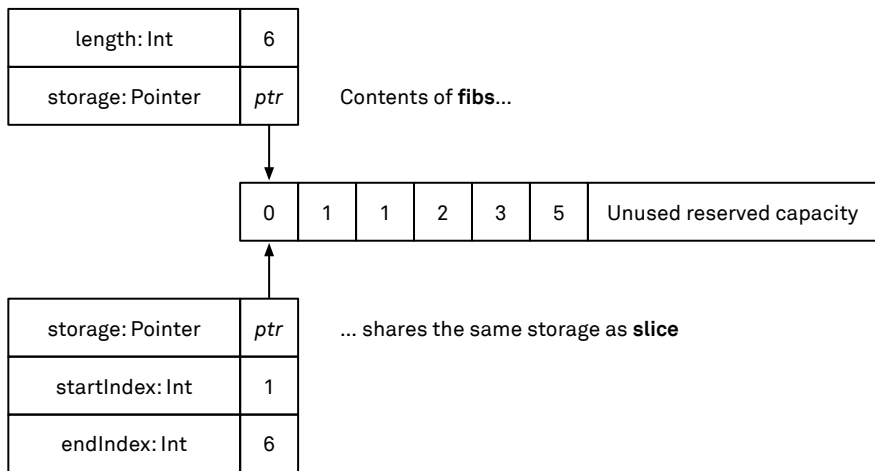 length: Int 6
storage: Pointer ptr Contents of fibs...
0 1 1 2 3 5 Unused reserved capacity
storage: Pointer ptr ... shares the same storage as slice
startIndex: Int 1
endIndex: Int 6